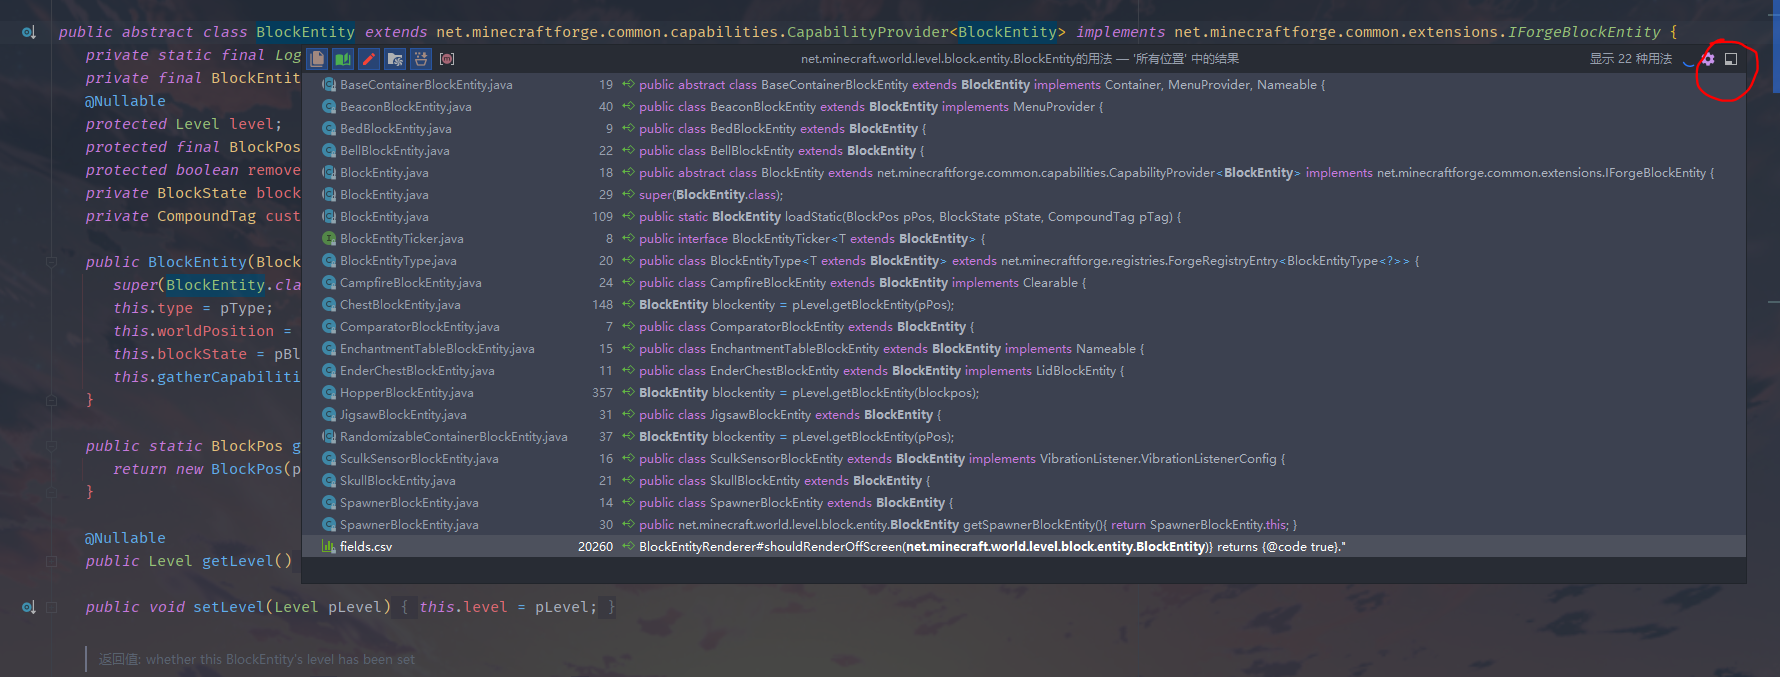 public abstract class BlockEntity extends net.minecraftforge.common.capabilities.CapabilityProvider<BlockEntity> implements net.minecraftforge.common.extensions.IForgeBlockEntity {
private static final Log
net.minecraft.world.level.block.entity.BlockEntity的用法 — '所有位置' 中的结果
显示 22 种用法
private final BlockEntit
BaseContainerBlockEntity.java 19 public abstract class BaseContainerBlockEntity extends BlockEntity implements Container, MenuProvider, Nameable {
@Nullable
BeaconBlockEntity.java 40 public class BeaconBlockEntity extends BlockEntity implements MenuProvider {
protected Level level;
BedBlockEntity.java 9 public class BedBlockEntity extends BlockEntity {
protected final BlockPos
BellBlockEntity.java 22 public class BellBlockEntity extends BlockEntity {
protected boolean remove
BlockEntity.java 18 public abstract class BlockEntity extends net.minecraftforge.common.capabilities.CapabilityProvider<BlockEntity> implements net.minecraftforge.common.extensions.IForgeBlockEntity {
private BlockState block
BlockEntity.java 29 super(BlockEntity.class);
private CompoundTag cust
BlockEntity.java 109 public static BlockEntity loadStatic(BlockPos pPos, BlockState pState, CompoundTag pTag) {
BlockEntityTicker.java 8 public interface BlockEntityTicker<T extends BlockEntity> {
public BlockEntity(Block
BlockEntityType.java 20 public class BlockEntityType<T extends BlockEntity> extends net.minecraftforge.registries.ForgeRegistryEntry<BlockEntityType<?>> {
super(BlockEntity.cla
CampfireBlockEntity.java 24 public class CampfireBlockEntity extends BlockEntity implements Clearable {
this.type = pType;
ChestBlockEntity.java 148 BlockEntity blockentity = pLevel.getBlockEntity(pPos);
this.worldPosition =
ComparatorBlockEntity.java 7 public class ComparatorBlockEntity extends BlockEntity {
this.blockState = pBl
EnchantmentTableBlockEntity.java 15 public class EnchantmentTableBlockEntity extends BlockEntity implements Nameable {
this.gatherCapabiliti
EnderChestBlockEntity.java 11 public class EnderChestBlockEntity extends BlockEntity implements LidBlockEntity {
}
HopperBlockEntity.java 357 BlockEntity blockentity = pLevel.getBlockEntity(blockpos);
JigsawBlockEntity.java 31 public class JigsawBlockEntity extends BlockEntity {
public static BlockPos g
RandomizableContainerBlockEntity.java 37 BlockEntity blockentity = pLevel.getBlockEntity(pPos);
return new BlockPos(p
SculkSensorBlockEntity.java 16 public class SculkSensorBlockEntity extends BlockEntity implements VibrationListener.VibrationListenerConfig {
}
SkullBlockEntity.java 21 public class SkullBlockEntity extends BlockEntity {
SpawnerBlockEntity.java 14 public class SpawnerBlockEntity extends BlockEntity {
SpawnerBlockEntity.java 30 public net.minecraft.world.level.block.entity.BlockEntity getSpawnerBlockEntity(){ return SpawnerBlockEntity.this; }
@Nullable
fields.csv 20260 BlockEntityRenderer#shouldRenderOffScreen(net.minecraft.world.level.block.entity.BlockEntity)} returns {@code true}."
public Level getLevel()
public void setLevel(Level pLevel) { this.level = pLevel; }
返回值: whether this BlockEntity's level has been set